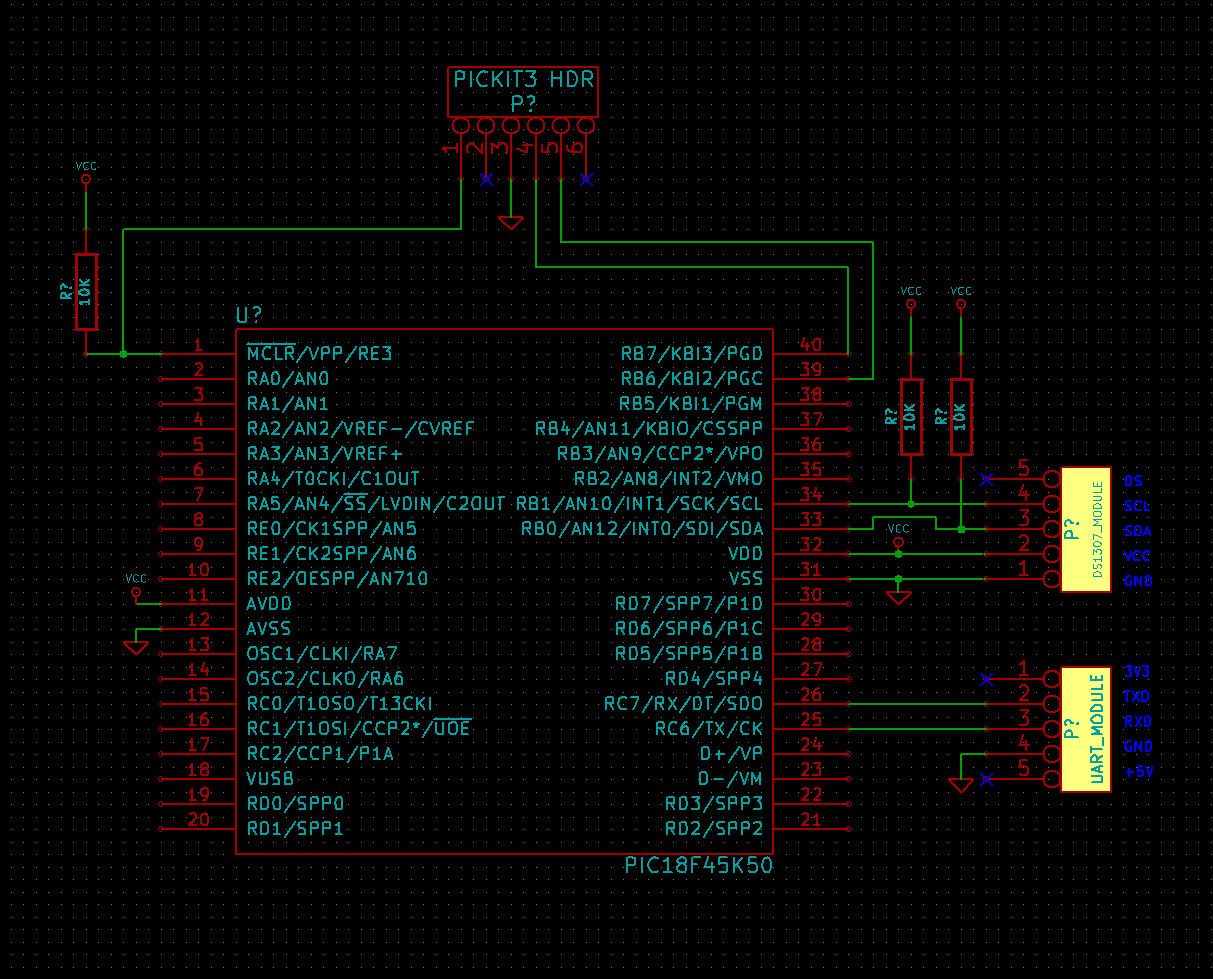 PICKIT3 HDR
P?
1
2
3
4
5
6
VCC
R?
10K
U?
1 MCLR/VPP/RE3
2 RA0/AN0
3 RA1/AN1
4 RA2/AN2/VREF-/CVREF
5 RA3/AN3/VREF+
6 RA4/T0CKI/C1OUT
7 RA5/AN4/SS/LVDIN/C2OUT
8 RE0/CK1SPP/AN5
9 RE1/CK2SPP/AN6
10 RE2/OESPP/AN710
VCC
11 AVDD
12 AVSS
13 OSC1/CLKI/RA7
14 OSC2/CLKO/RA6
15 RC0/T1OSO/T13CKI
16 RC1/T1OSI/CCP2*/UOE
17 RC2/CCP1/P1A
18 VUSB
19 RD0/SPP0
20 RD1/SPP1
RB7/KBI3/PGD 40
RB6/KBI2/PGC 39
RB5/KBI1/PGM 38
RB4/AN11/KBI0/CSSPP 37
RB3/AN9/CCP2*/VPO 36
RB2/AN8/INT2/VMO 35
RB1/AN10/INT1/SCK/SCL 34
RB0/AN12/INT0/SDI/SDA 33
VDD 32
VSS 31
RD7/SPP7/P1D 30
RD6/SPP6/P1C 29
RD5/SPP5/P1B 28
RD4/SPP4 27
RC7/RX/DT/SDO 26
RC6/TX/CK 25
D+/VP 24
D-/VM 23
RD3/SPP3 22
RD2/SPP2 21
PIC18F45K50
VCC
VCC
R?
10K
R?
10K
VCC
P?
DS1307_MODULE
5 DS
4 SCL
3 SDA
2 VCC
1 GND
P?
UART_MODULE
1 3V3
2 TXD
3 RXD
4 GND
5 +5V